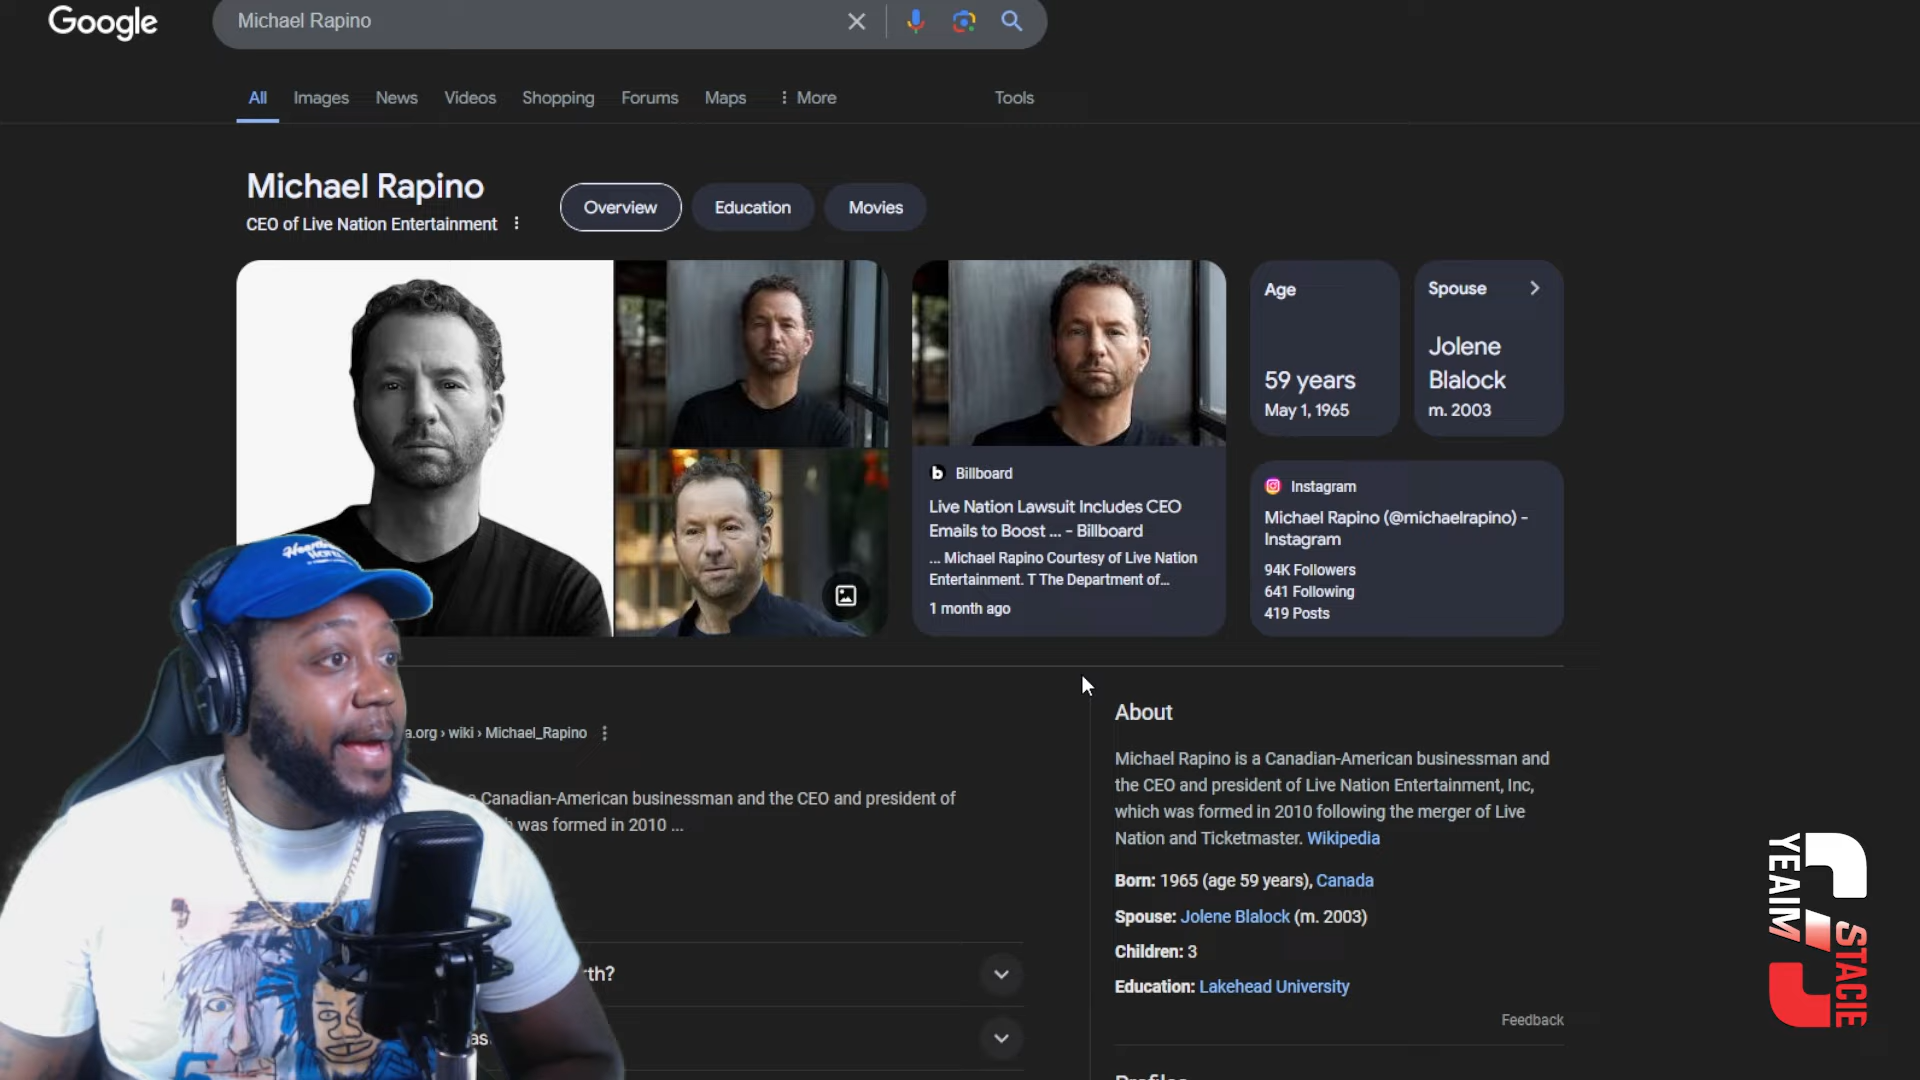 Google
Michael Rapino
All
Images
News
Videos
Shopping
Forums
Maps
More
Tools
Michael Rapino
CEO of Live Nation Entertainment
Overview
Education
Movies
Billboard
Live Nation Lawsuit Includes CEO
Emails to Boost ... - Billboard
... Michael Rapino Courtesy of Live Nation
Entertainment. T The Department of...
1 month ago
Age
59 years
May 1, 1965
Spouse
Jolene
Blalock
m. 2003
Instagram
Michael Rapino (@michaelrapino) -
Instagram
94K Followers
641 Following
419 Posts
a.org › wiki › Michael_Rapino
Canadian-American businessman and the CEO and president of
was formed in 2010 ...
rth?
as
About
Michael Rapino is a Canadian-American businessman and
the CEO and president of Live Nation Entertainment, Inc,
which was formed in 2010 following the merger of Live
Nation and Ticketmaster. Wikipedia
Born: 1965 (age 59 years), Canada
Spouse: Jolene Blalock (m. 2003)
Children: 3
Education: Lakehead University
Feedback
YEAIM
STACIE